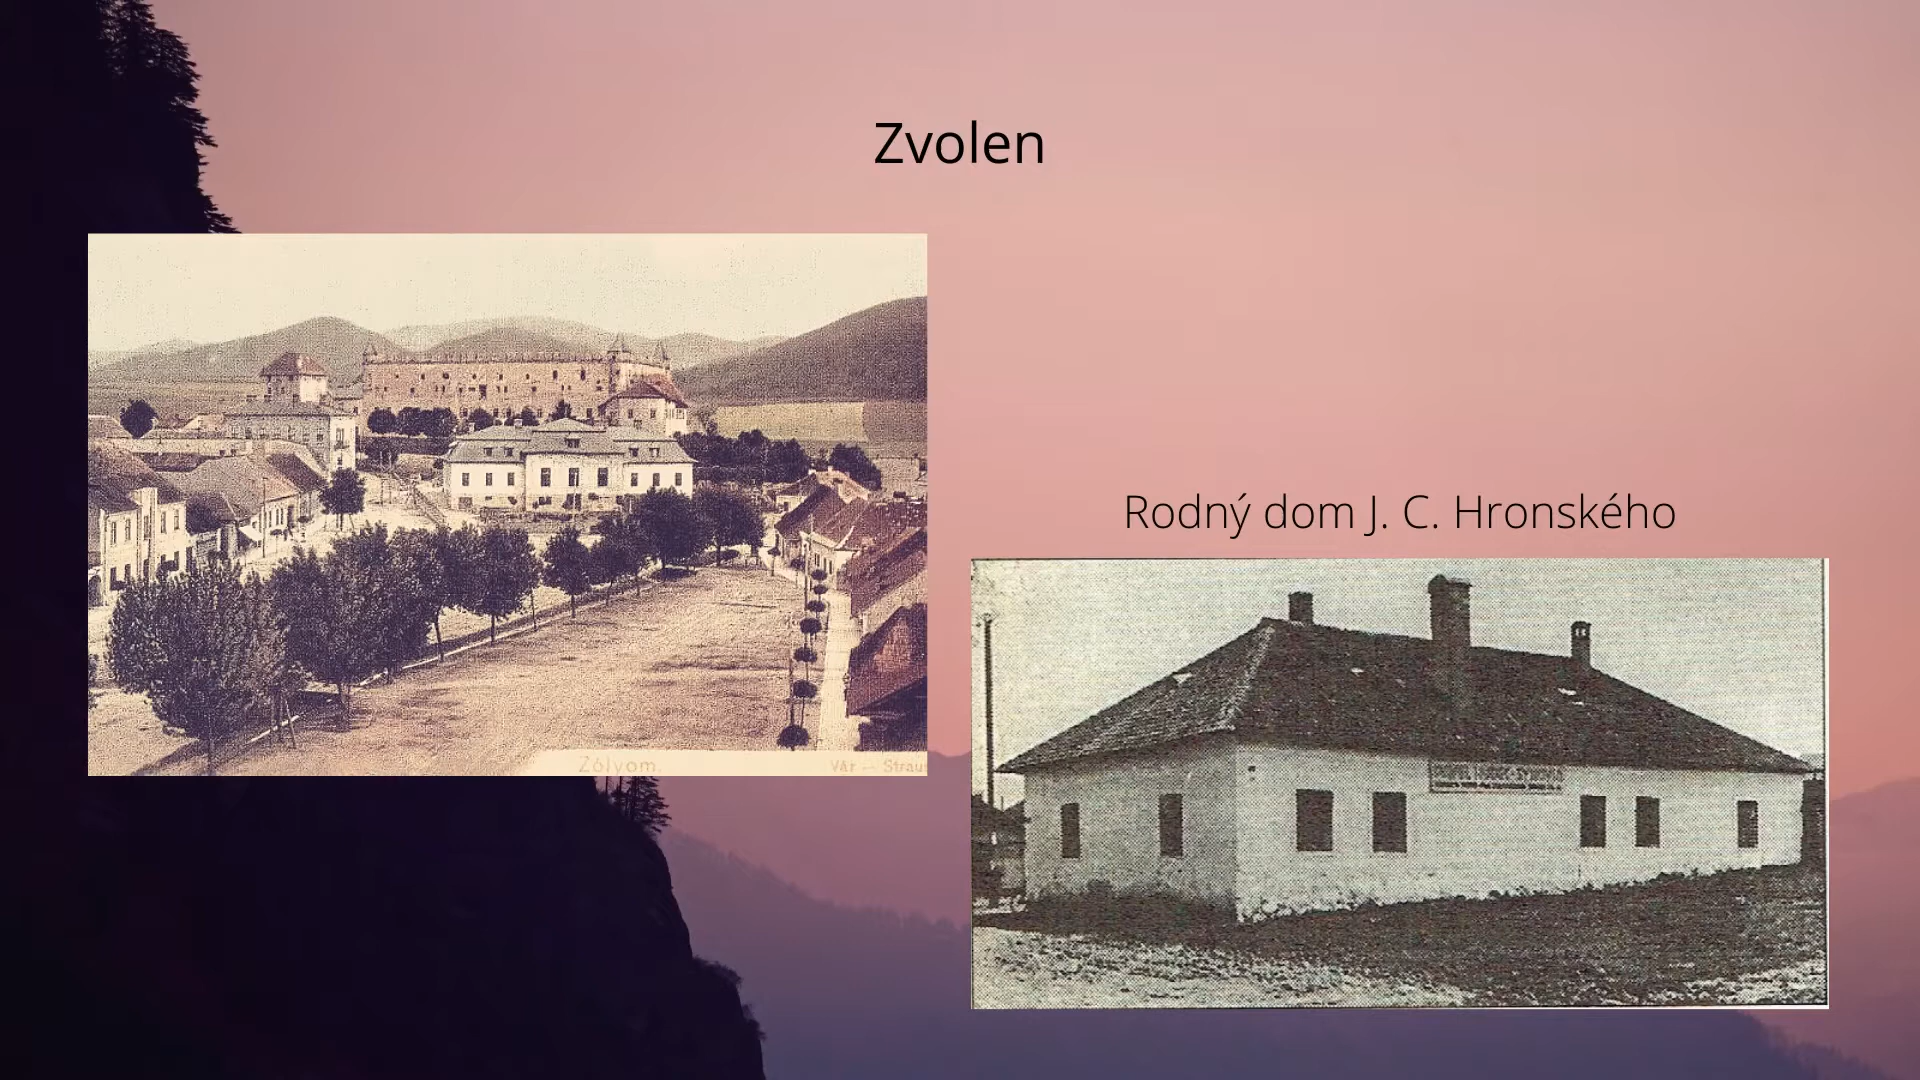 Zvolen
Rodný dom J. C. Hronského
Zólyom.
Vár — Strau